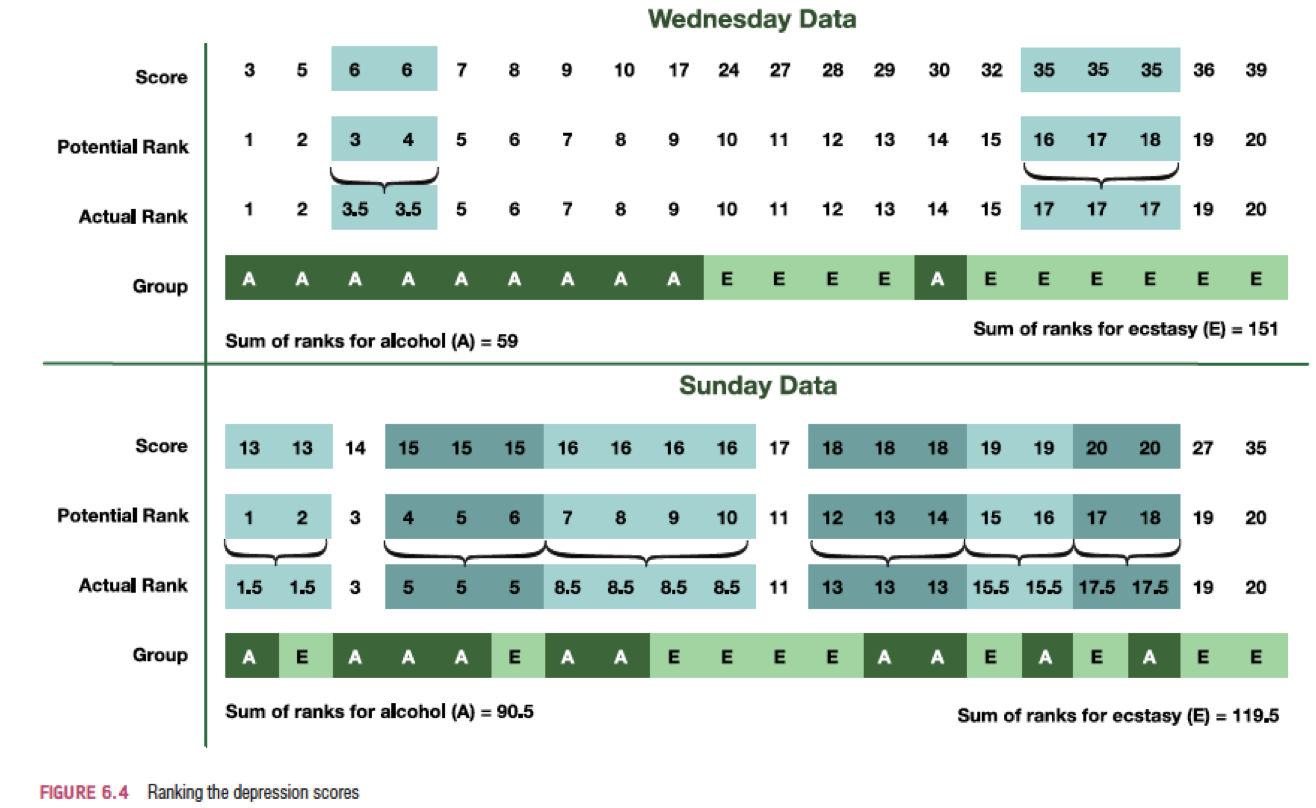 Wednesday Data
Score 3 5 6 6 7 8 9 10 17 24 27 28 29 30 32 35 35 35 36 39
Potential Rank 1 2 3 4 5 6 7 8 9 10 11 12 13 14 15 16 17 18 19 20
Actual Rank 1 2 3.5 3.5 5 6 7 8 9 10 11 12 13 14 15 17 17 17 19 20
Group A A A A A A A A A E E E E A E E E E E E
Sum of ranks for alcohol (A) = 59 Sum of ranks for ecstasy (E) = 151
Sunday Data
Score 13 13 14 15 15 15 16 16 16 16 17 18 18 18 19 19 20 20 27 35
Potential Rank 1 2 3 4 5 6 7 8 9 10 11 12 13 14 15 16 17 18 19 20
Actual Rank 1.5 1.5 3 5 5 5 8.5 8.5 8.5 8.5 11 13 13 13 15.5 15.5 17.5 17.5 19 20
Group A E A A A E A A E E E E A A E A E A E E
Sum of ranks for alcohol (A) = 90.5 Sum of ranks for ecstasy (E) = 119.5
FIGURE 6.4 Ranking the depression scores